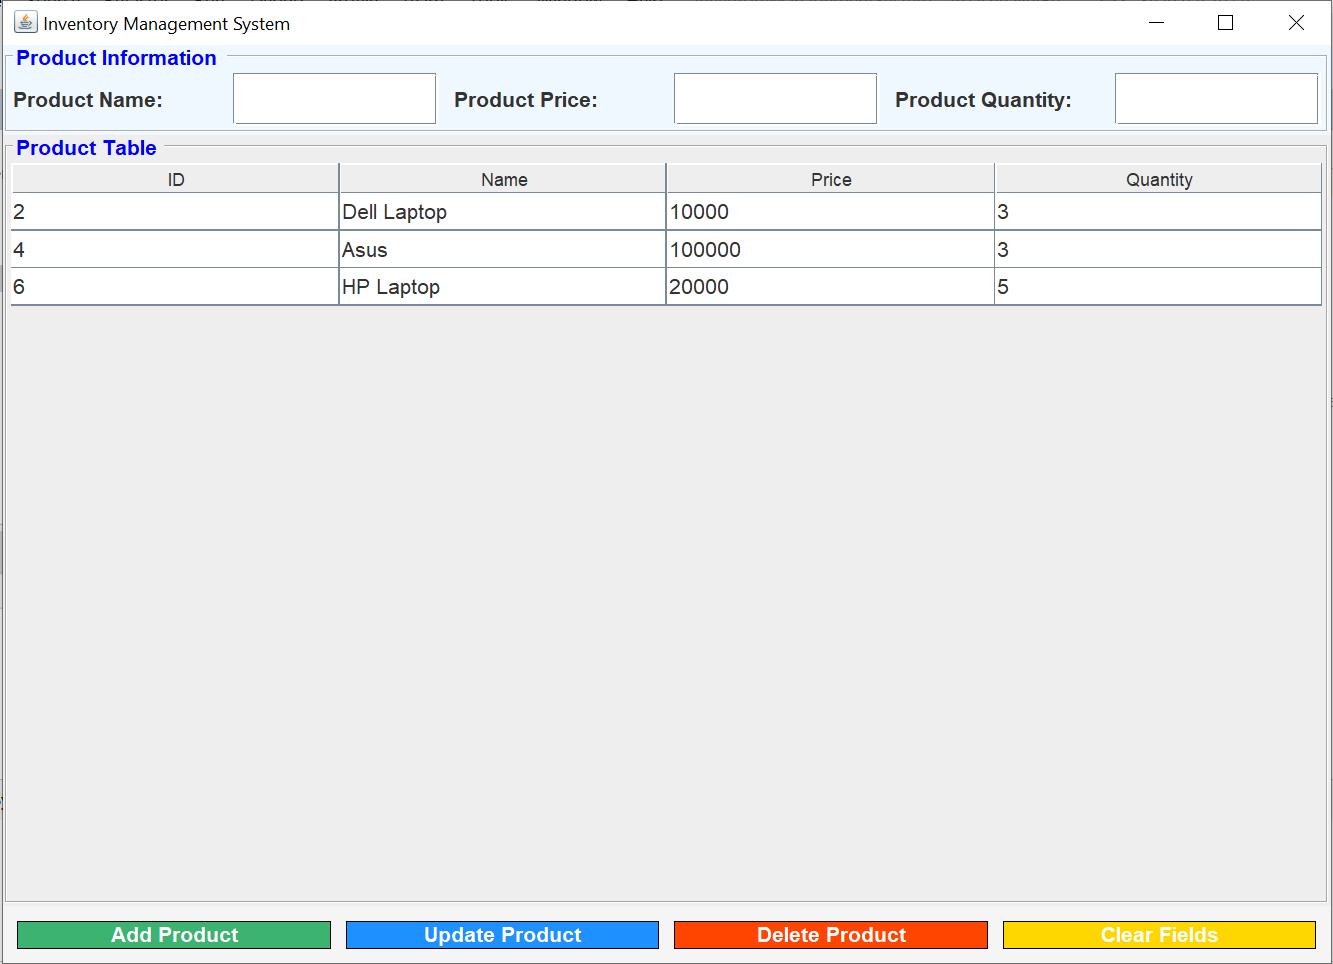 Inventory Management System
Product Information
Product Name: Product Price: Product Quantity:
Product Table
ID Name Price Quantity
2 Dell Laptop 10000 3
4 Asus 100000 3
6 HP Laptop 20000 5
Add Product Update Product Delete Product Clear Fields